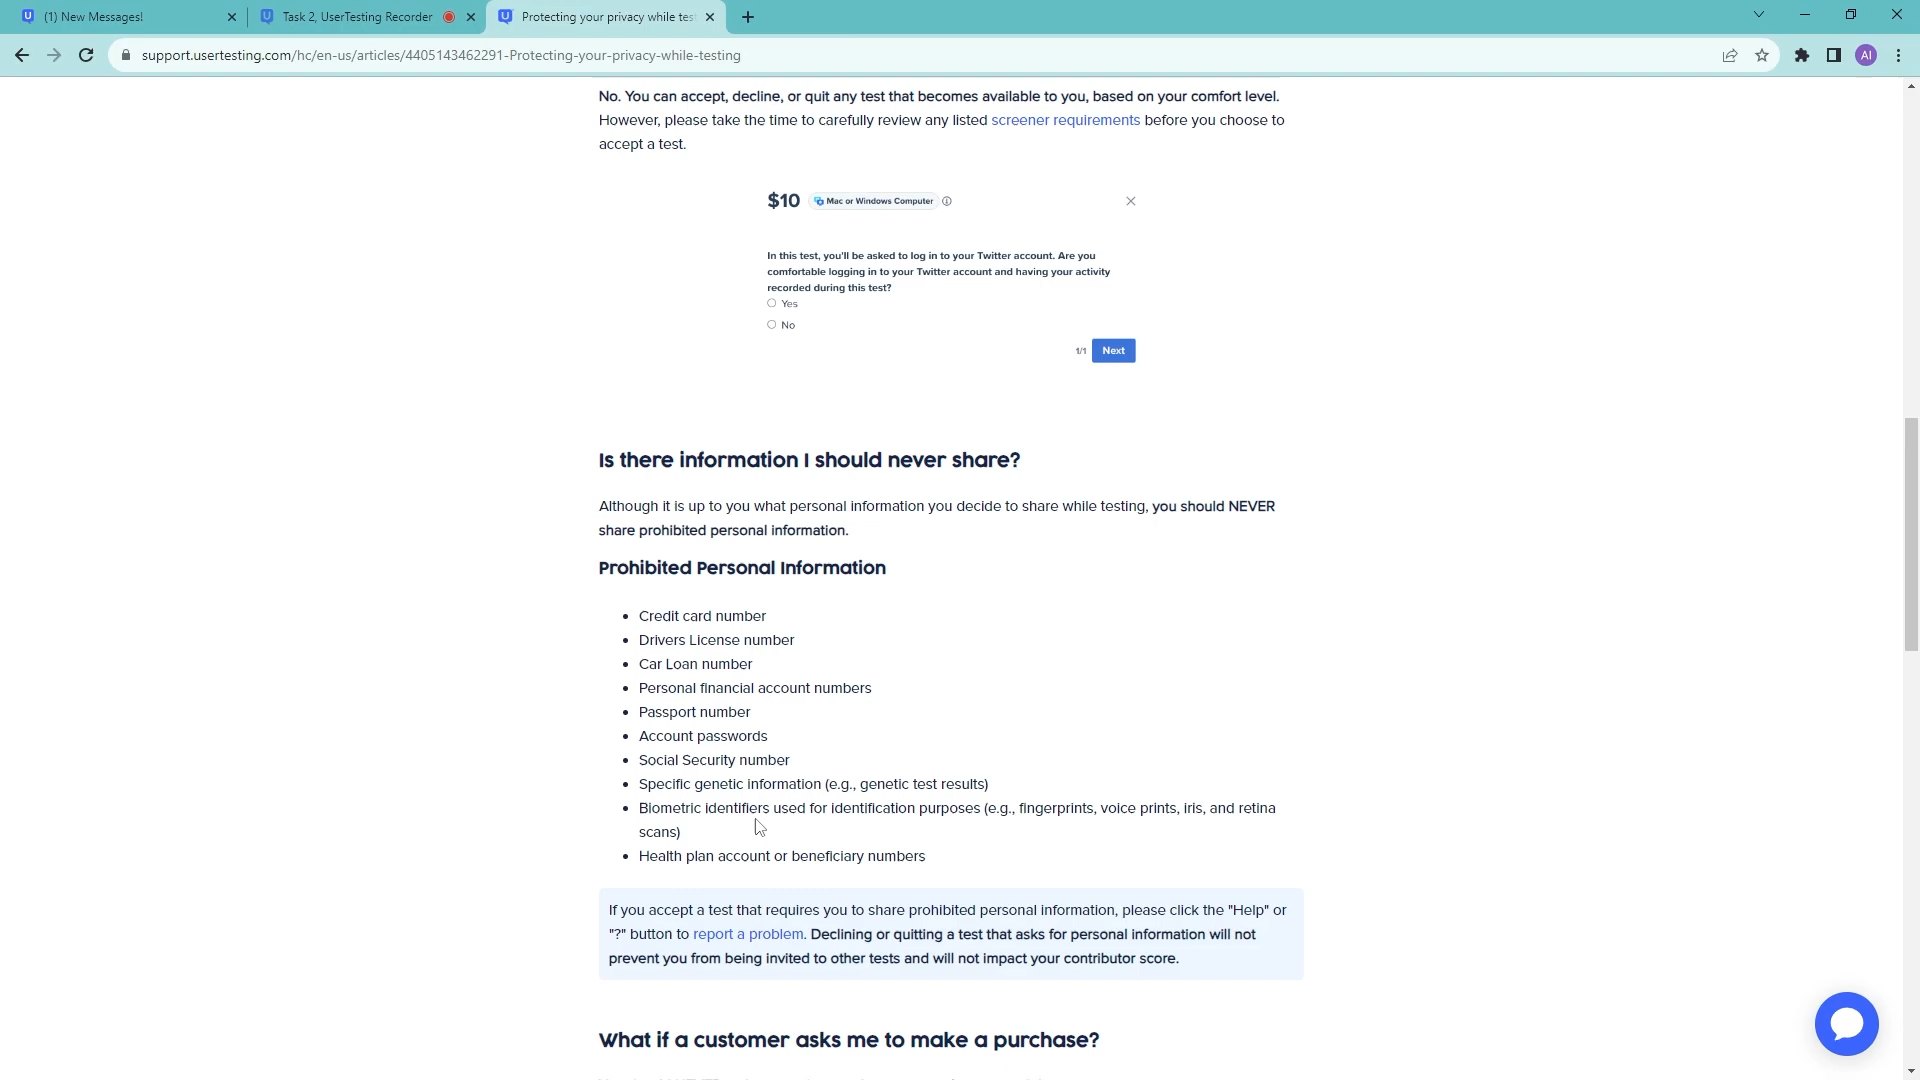 (1) New Messages!
Task 2, UserTesting Recorder
Protecting your privacy while tes
support.usertesting.com/hc/en-us/articles/4405143462291-Protecting-your-privacy-while-testing
AI
No. You can accept, decline, or quit any test that becomes available to you, based on your comfort level.
However, please take the time to carefully review any listed screener requirements before you choose to
accept a test.
$10 Mac or Windows Computer
In this test, you'll be asked to log in to your Twitter account. Are you
comfortable logging in to your Twitter account and having your activity
recorded during this test?
Yes
No
1/1 Next
Is there information I should never share?
Although it is up to you what personal information you decide to share while testing, you should NEVER
share prohibited personal information.
Prohibited Personal Information
• Credit card number
• Drivers License number
• Car Loan number
• Personal financial account numbers
• Passport number
• Account passwords
• Social Security number
• Specific genetic information (e.g., genetic test results)
• Biometric identifiers used for identification purposes (e.g., fingerprints, voice prints, iris, and retina
scans)
• Health plan account or beneficiary numbers
If you accept a test that requires you to share prohibited personal information, please click the "Help" or
"?" button to report a problem. Declining or quitting a test that asks for personal information will not
prevent you from being invited to other tests and will not impact your contributor score.
What if a customer asks me to make a purchase?